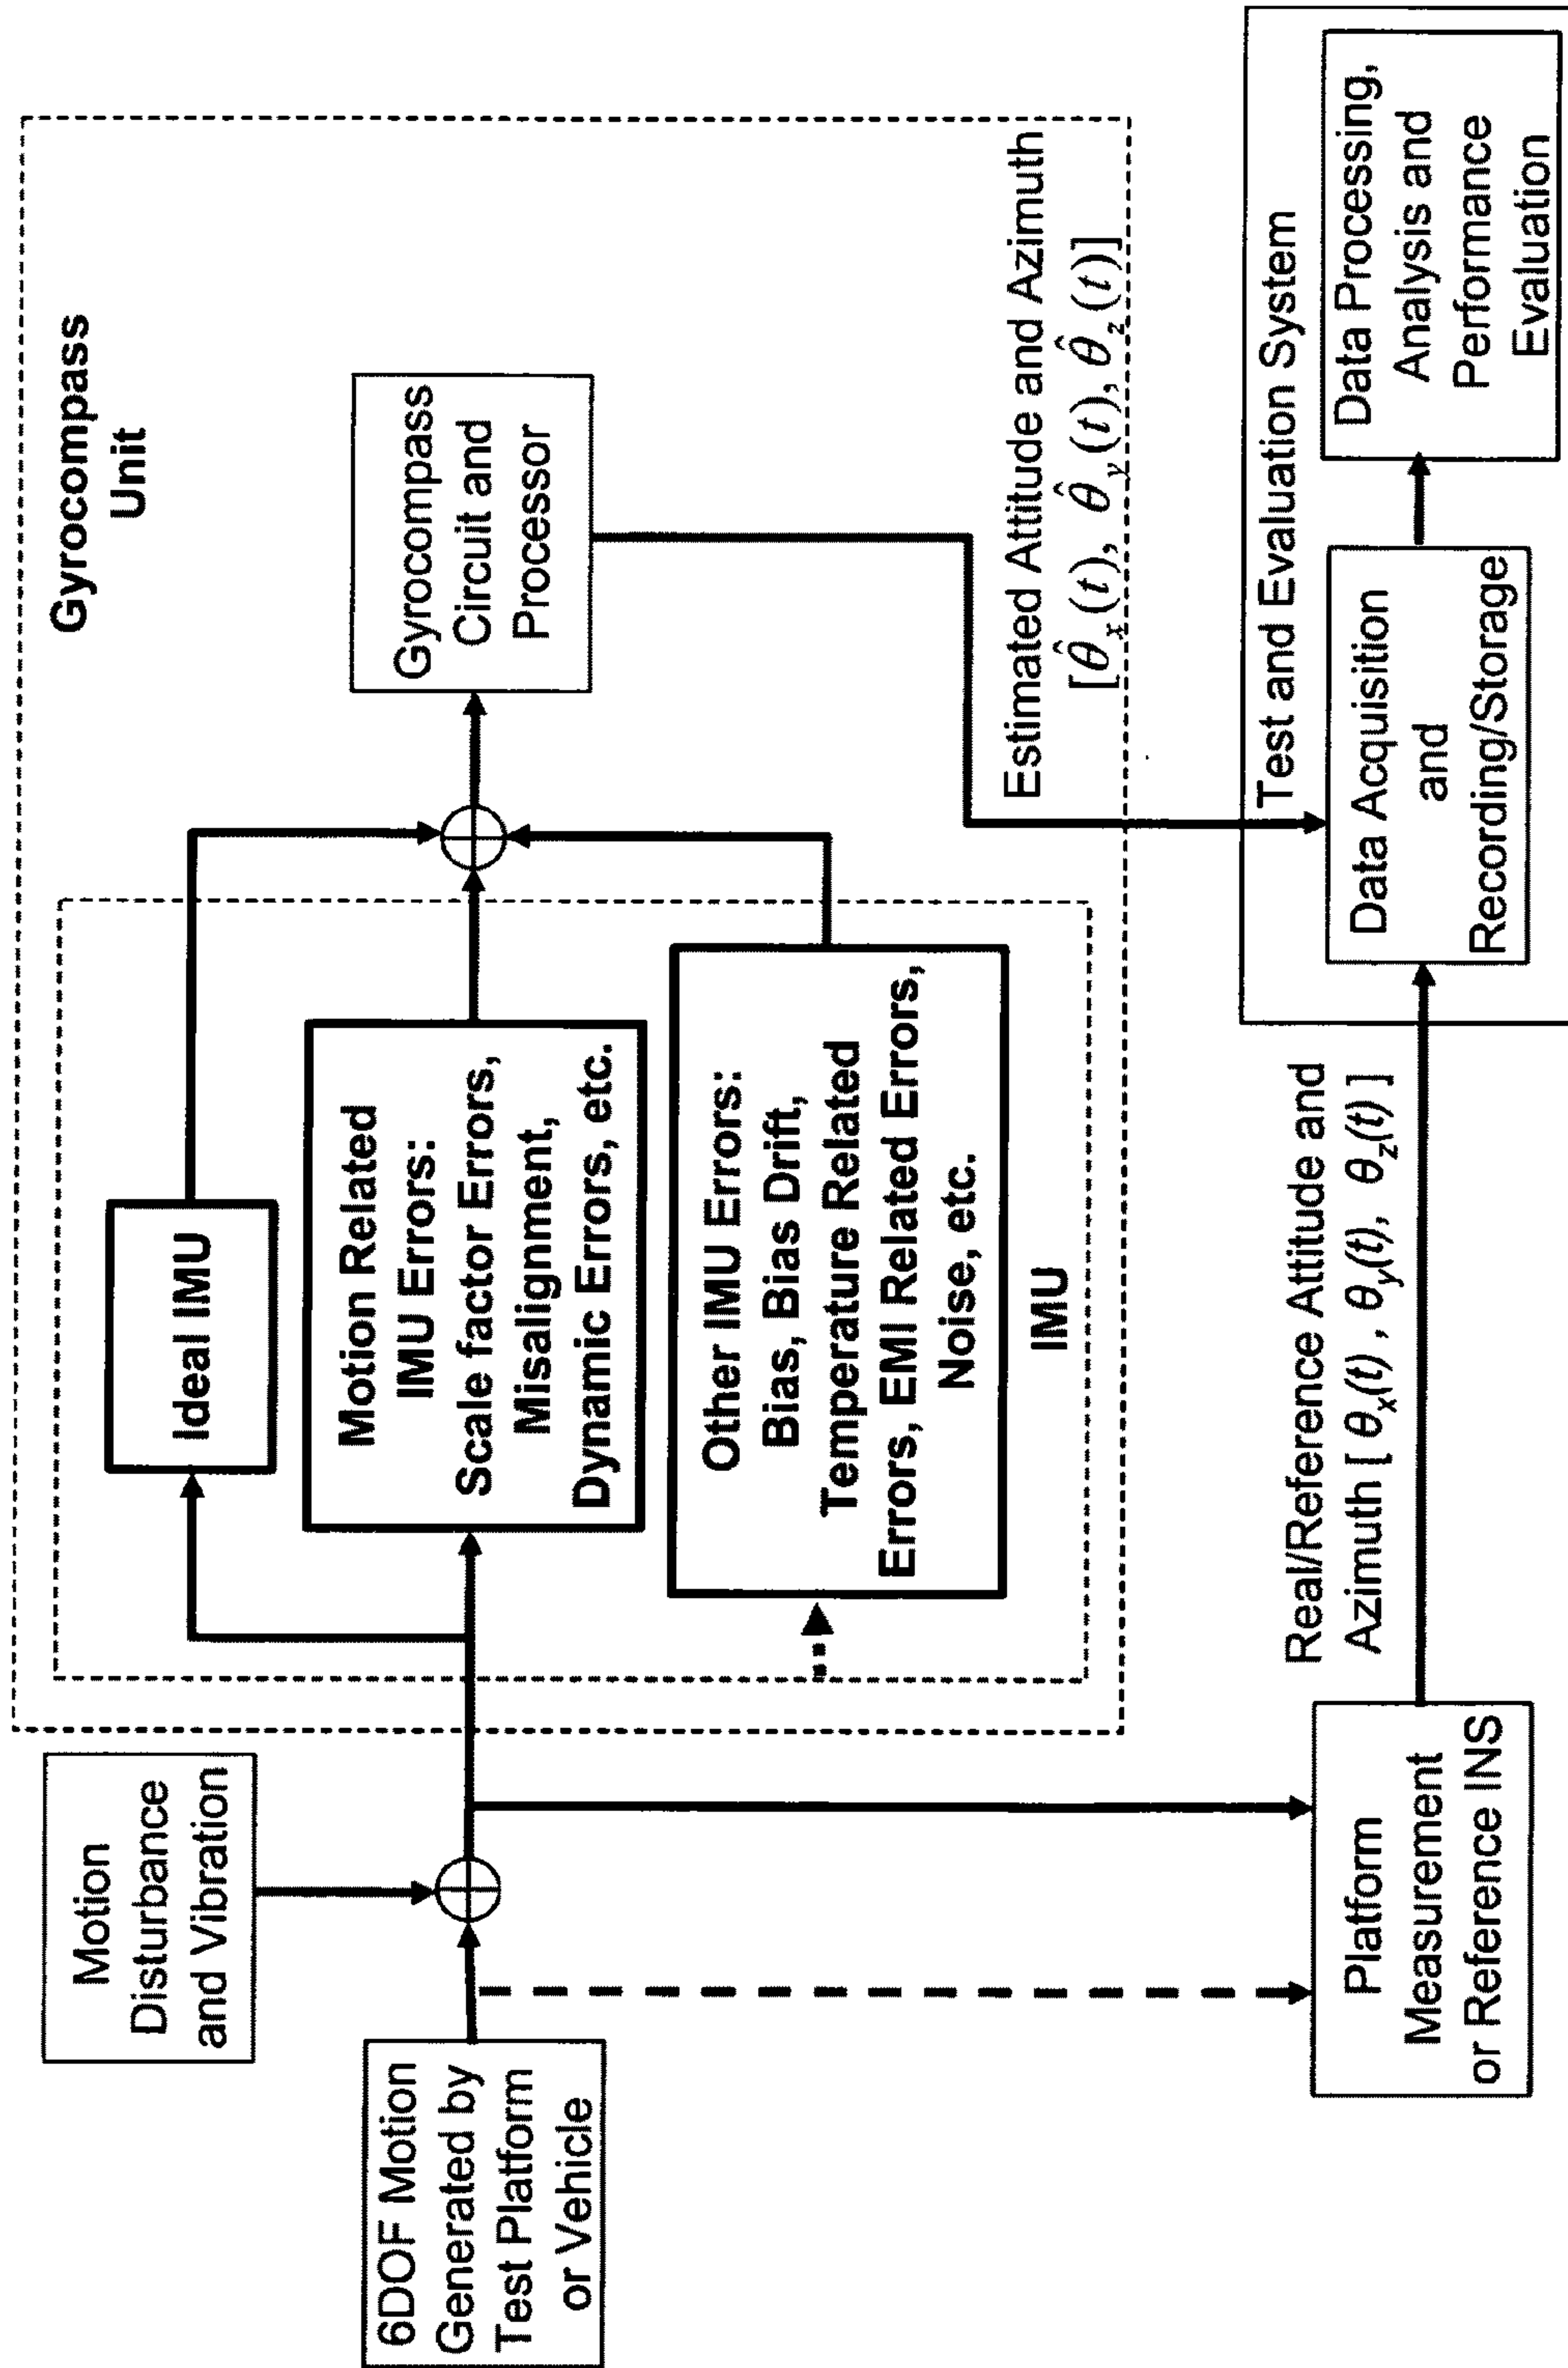 Gyrocompass
Unit
Motion
Disturbance
and Vibration
6DOF Motion
Generated by
Test Platform
or Vehicle
Ideal IMU
Motion Related
IMU Errors:
Scale factor Errors,
Misalignment,
Dynamic Errors, etc.
Other IMU Errors:
Bias, Bias Drift,
Temperature Related
Errors, EMI Related Errors,
Noise, etc.
IMU
Gyrocompass
Circuit and
Processor
Estimated Attitude and Azimuth
[θ̂x(t), θ̂y(t), θ̂z(t)]
Platform
Measurement
or Reference INS
Real/Reference Attitude and
Azimuth [ θx(t) , θy(t), θz(t) ]
Test and Evaluation System
Data Acquisition
and
Recording/Storage
Data Processing,
Analysis and
Performance
Evaluation